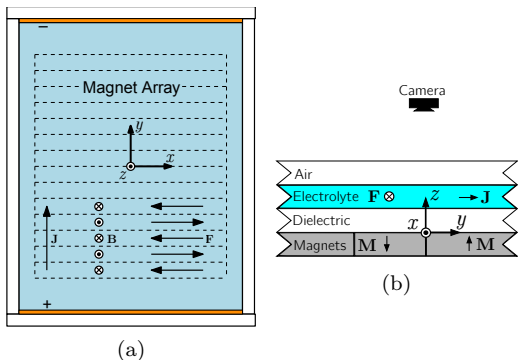 −
Magnet Array
y
x
z
J
B
F
+
(a)
Camera
Air
Electrolyte F → J
z
Dielectric
x y
Magnets M ↓ ↑ M
(b)